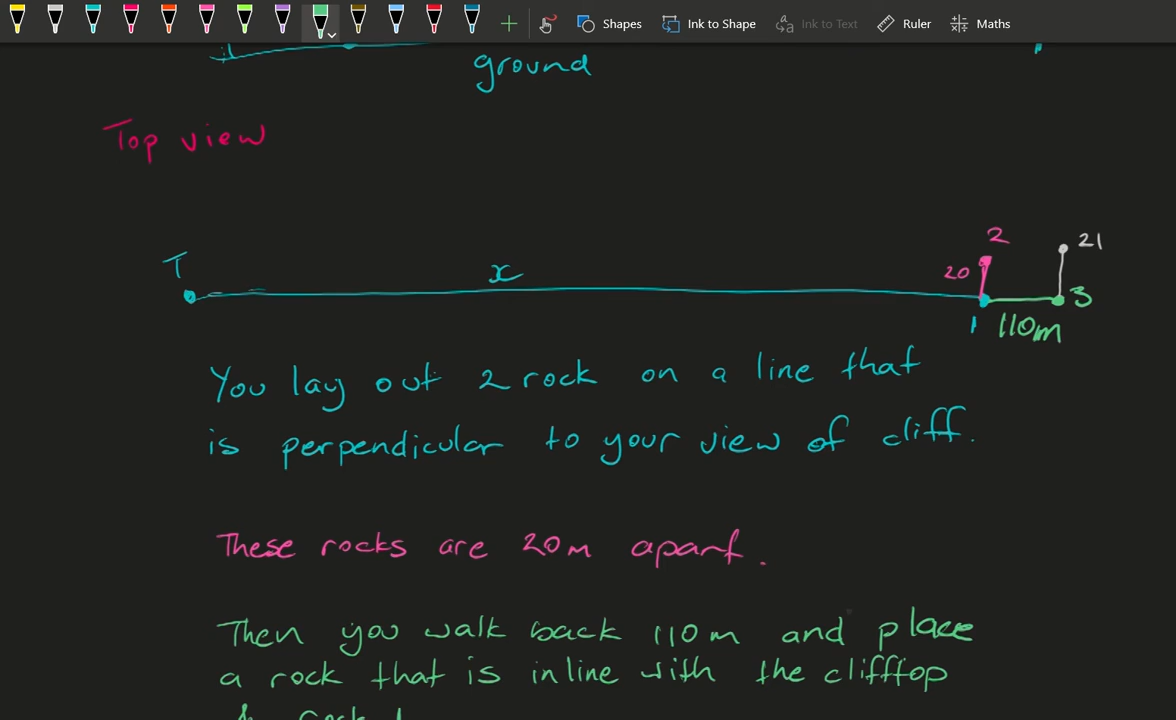 Shapes
Ink to Shape
Ink to Text
Ruler
Maths
ground
Top view
T
x
20
2
21
1
3
110m
You lay out 2 rock on a line that
is perpendicular to your view of cliff.
These rocks are 20m apart.
Then you walk back 110m and place
a rock that is inline with the clifftop